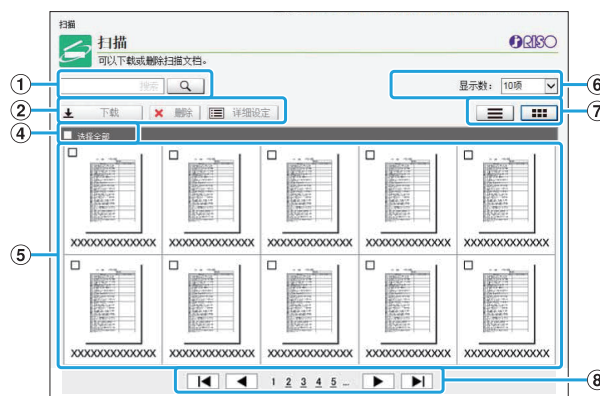 扫描
扫描
RISO
可以下载或删除扫描文档。
① 搜索 显示数： 10项 ⑥
② 下载 删除 详细设定 ⑦
④ 选择全部
⑤
XXXXXXXXXXXXX XXXXXXXXXXXXX XXXXXXXXXXXXX XXXXXXXXXXXXX XXXXXXXXXXXXX
XXXXXXXXXXXXX XXXXXXXXXXXXX XXXXXXXXXXXXX XXXXXXXXXXXXX XXXXXXXXXXXXX
1 2 3 4 5 ... ⑧